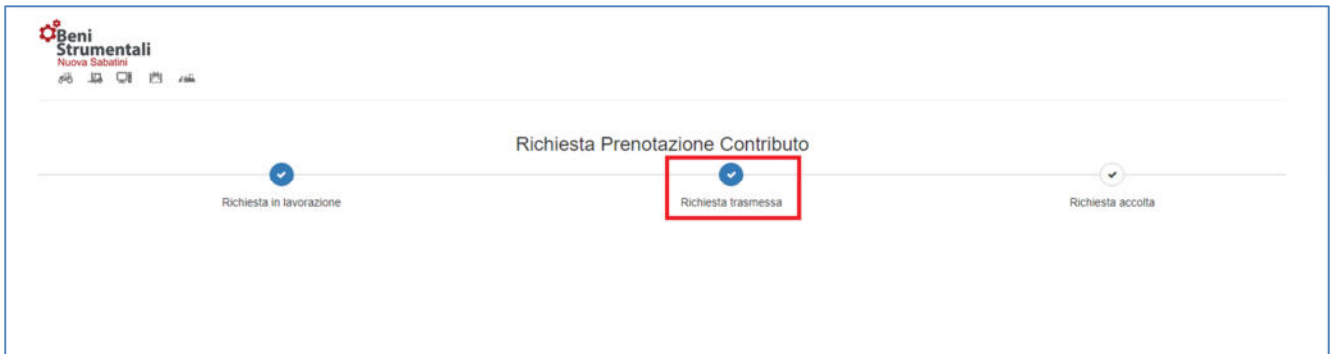 Beni
Strumentali
Nuova Sabatini
Richiesta Prenotazione Contributo
Richiesta in lavorazione
Richiesta trasmessa
Richiesta accolta